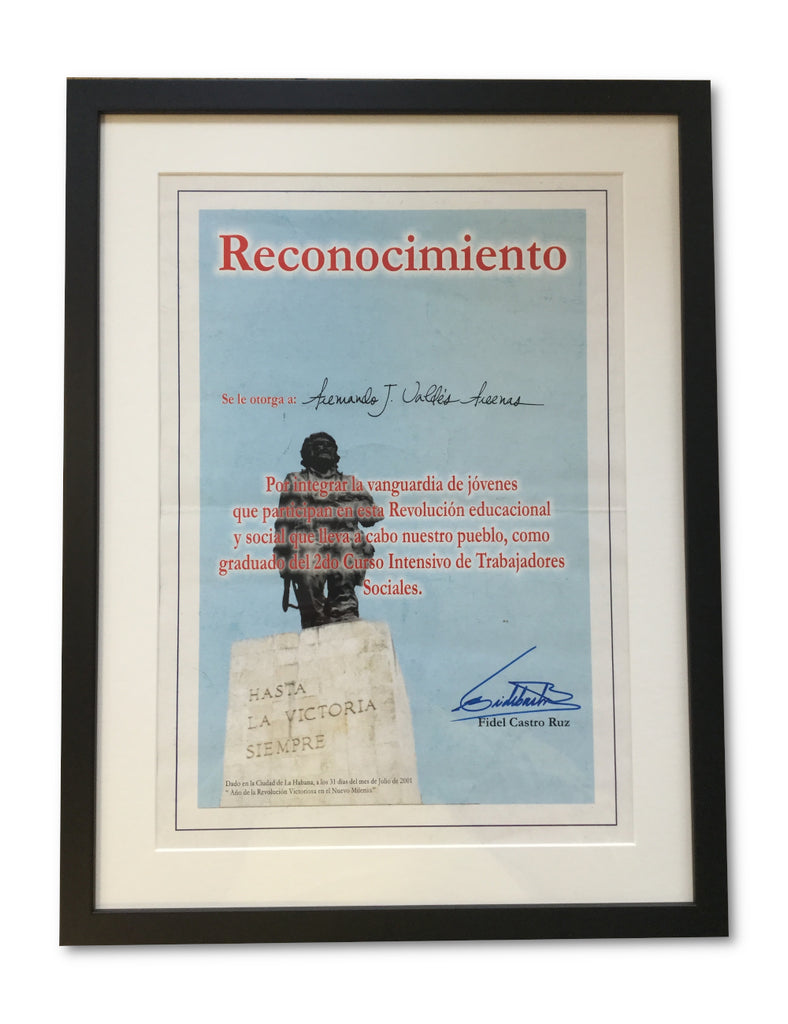 Reconocimiento
Se le otorga a: Armando J. Valdés Arenas
Por integrar la vanguardia de jóvenes
que participan en esta Revolución educacional
y social que lleva a cabo nuestro pueblo, como
graduado del 2do Curso Intensivo de Trabajadores
Sociales.
HASTA
LA VICTORIA
SIEMPRE
Fidel Castro Ruz
Dado en la Ciudad de La Habana, a los 31 días del mes de Julio de 2001
" Año de la Revolución Victoriosa en el Nuevo Milenio"